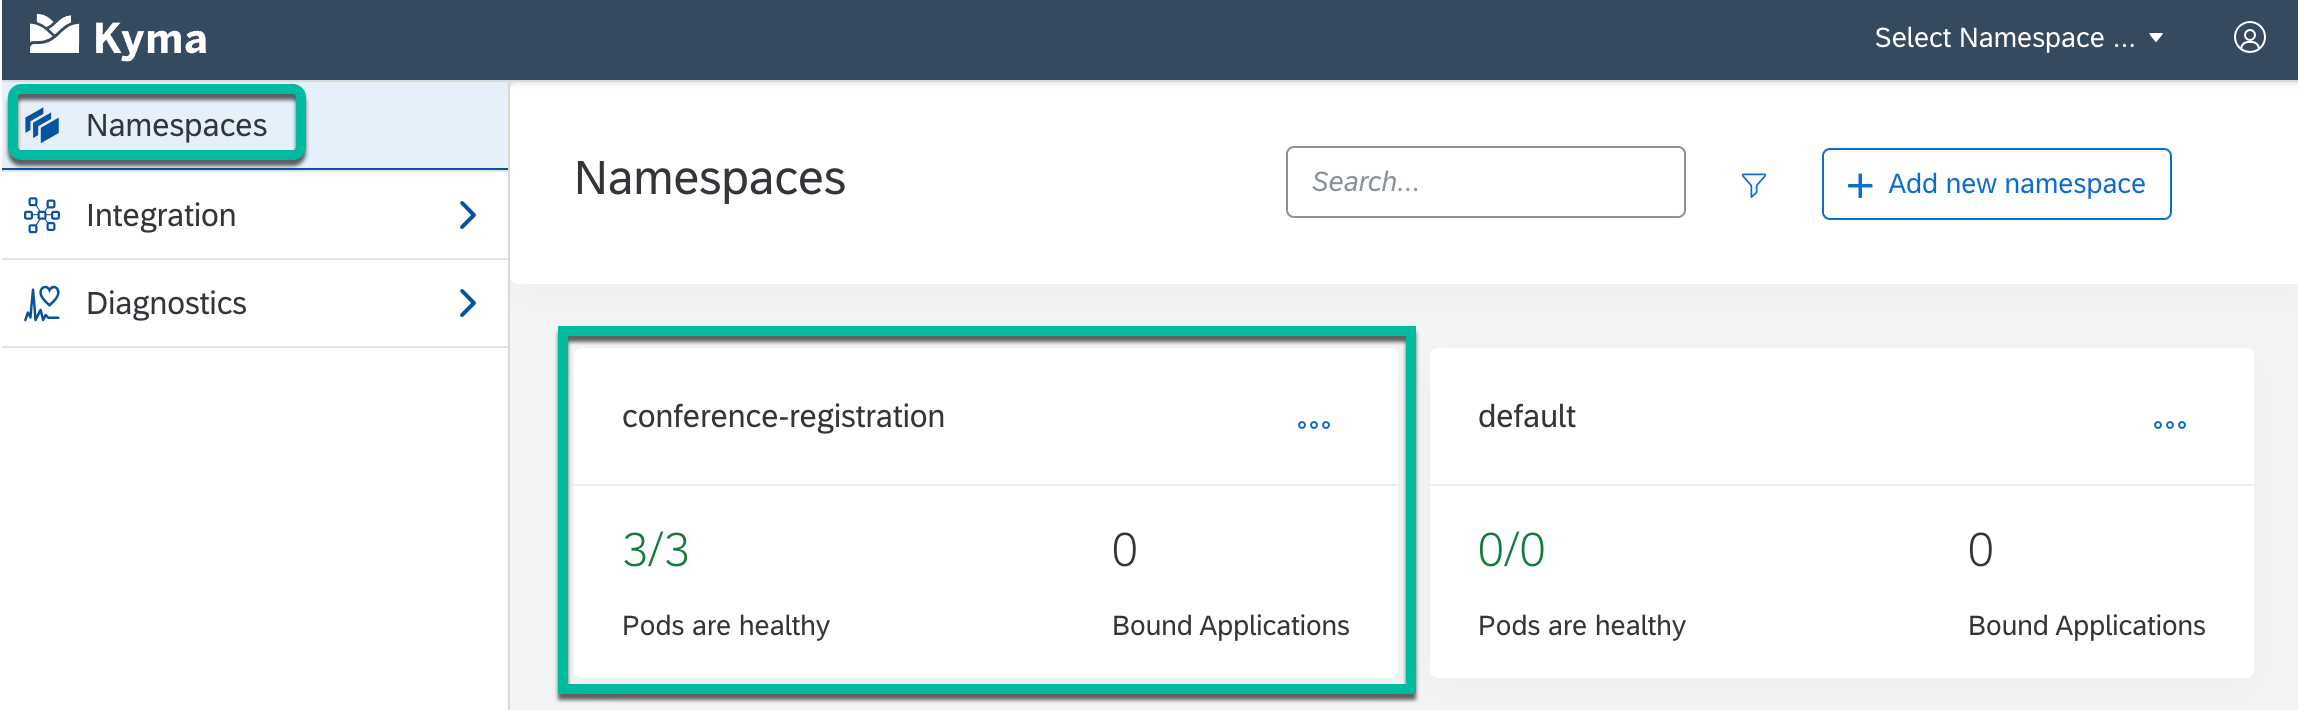 Kyma
Select Namespace ...
Namespaces
Integration
Diagnostics
Namespaces
Search...
+ Add new namespace
conference-registration
3/3
Pods are healthy
0
Bound Applications
default
0/0
Pods are healthy
0
Bound Applications